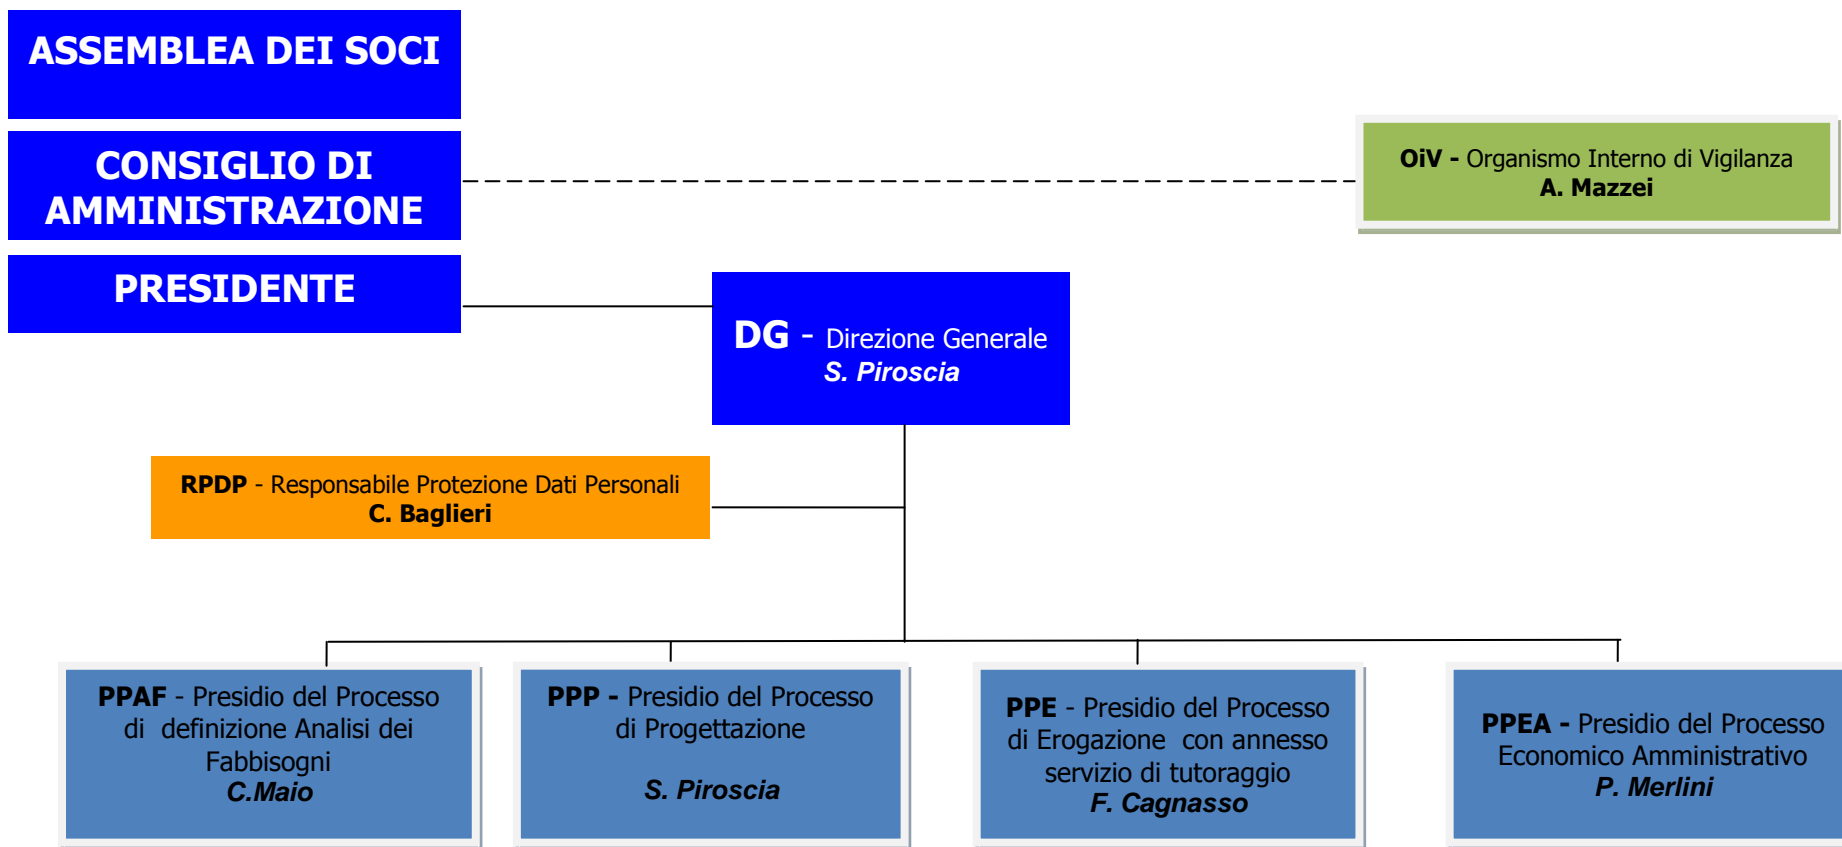 ASSEMBLEA DEI SOCI
CONSIGLIO DI
AMMINISTRAZIONE
OiV - Organismo Interno di Vigilanza
A. Mazzei
PRESIDENTE
DG - Direzione Generale
S. Piroscia
RPDP - Responsabile Protezione Dati Personali
C. Baglieri
PPAF - Presidio del Processo
di definizione Analisi dei
Fabbisogni
C.Maio
PPP - Presidio del Processo
di Progettazione
S. Piroscia
PPE - Presidio del Processo
di Erogazione con annesso
servizio di tutoraggio
F. Cagnasso
PPEA - Presidio del Processo
Economico Amministrativo
P. Merlini